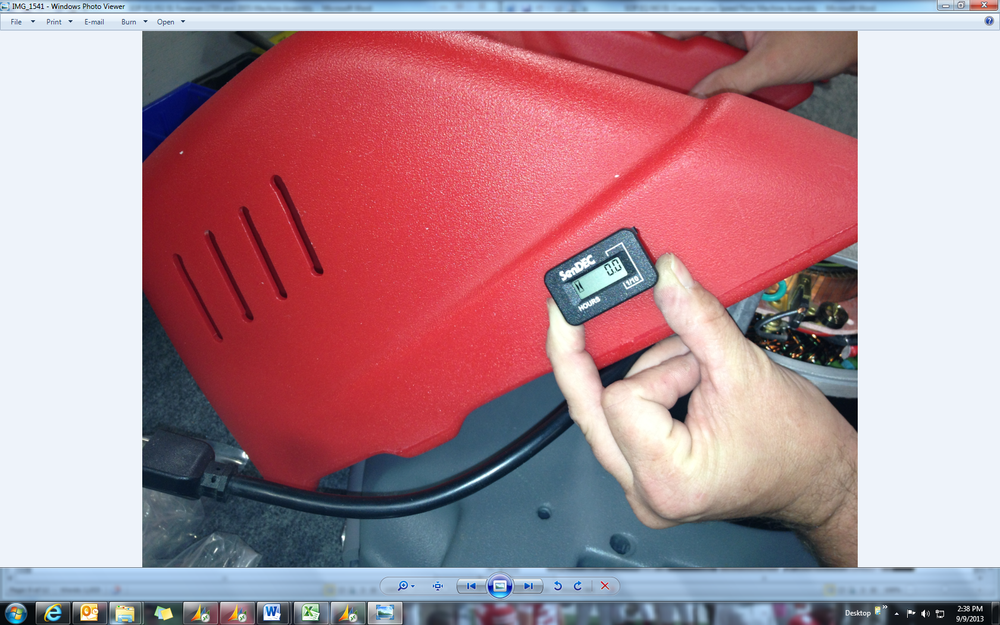 IMG_1541 - Windows Photo Viewer
File Print E-mail Burn Open
SenDEC
0.0
1/10
HOURS
Desktop
2:38 PM
9/9/2013